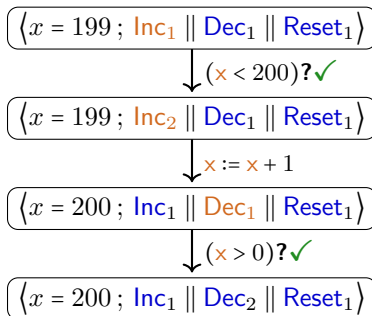 ⟨x = 199 ; Inc₁ || Dec₁ || Reset₁⟩
(x < 200)?✓
⟨x = 199 ; Inc₂ || Dec₁ || Reset₁⟩
x := x + 1
⟨x = 200 ; Inc₁ || Dec₁ || Reset₁⟩
(x > 0)?✓
⟨x = 200 ; Inc₁ || Dec₂ || Reset₁⟩